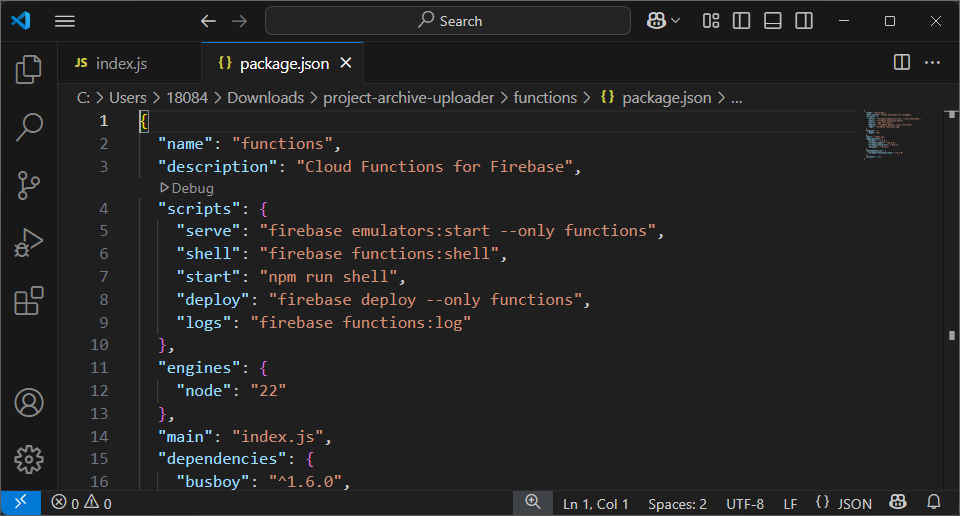 Search
JS index.js
{} package.json
C: > Users > 18084 > Downloads > project-archive-uploader > functions > {} package.json > ...
1 {
2 "name": "functions",
3 "description": "Cloud Functions for Firebase",
Debug
4 "scripts": {
5 "serve": "firebase emulators:start --only functions",
6 "shell": "firebase functions:shell",
7 "start": "npm run shell",
8 "deploy": "firebase deploy --only functions",
9 "logs": "firebase functions:log"
10 },
11 "engines": {
12 "node": "22"
13 },
14 "main": "index.js",
15 "dependencies": {
16 "busboy": "^1.6.0",
0 0 Ln 1, Col 1 Spaces: 2 UTF-8 LF {} JSON